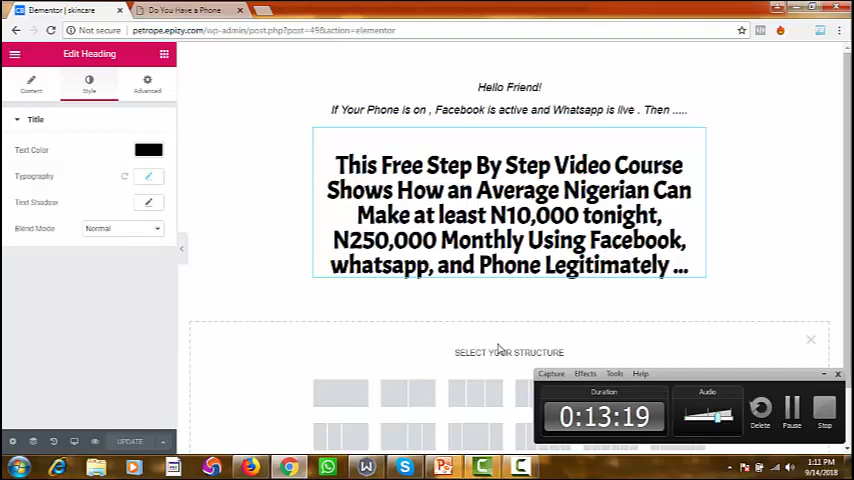 Elementor | skincare
Do You Have a Phone
Not secure
petrope.epizy.com/wp-admin/post.php?post=49&action=elementor
Edit Heading
Content
Style
Advanced
Title
Text Color
Typography
Text Shadow
Blend Mode
Normal
UPDATE
Hello Friend!
If Your Phone is on , Facebook is active and Whatsapp is live . Then .....
This Free Step By Step Video Course
Shows How an Average Nigerian Can
Make at least N10,000 tonight,
N250,000 Monthly Using Facebook,
whatsapp, and Phone Legitimately ...
SELECT YOUR STRUCTURE
Capture Effects Tools Help
Duration
0:13:19
Audio
Delete
Pause
Stop
1:11 PM
9/14/2018